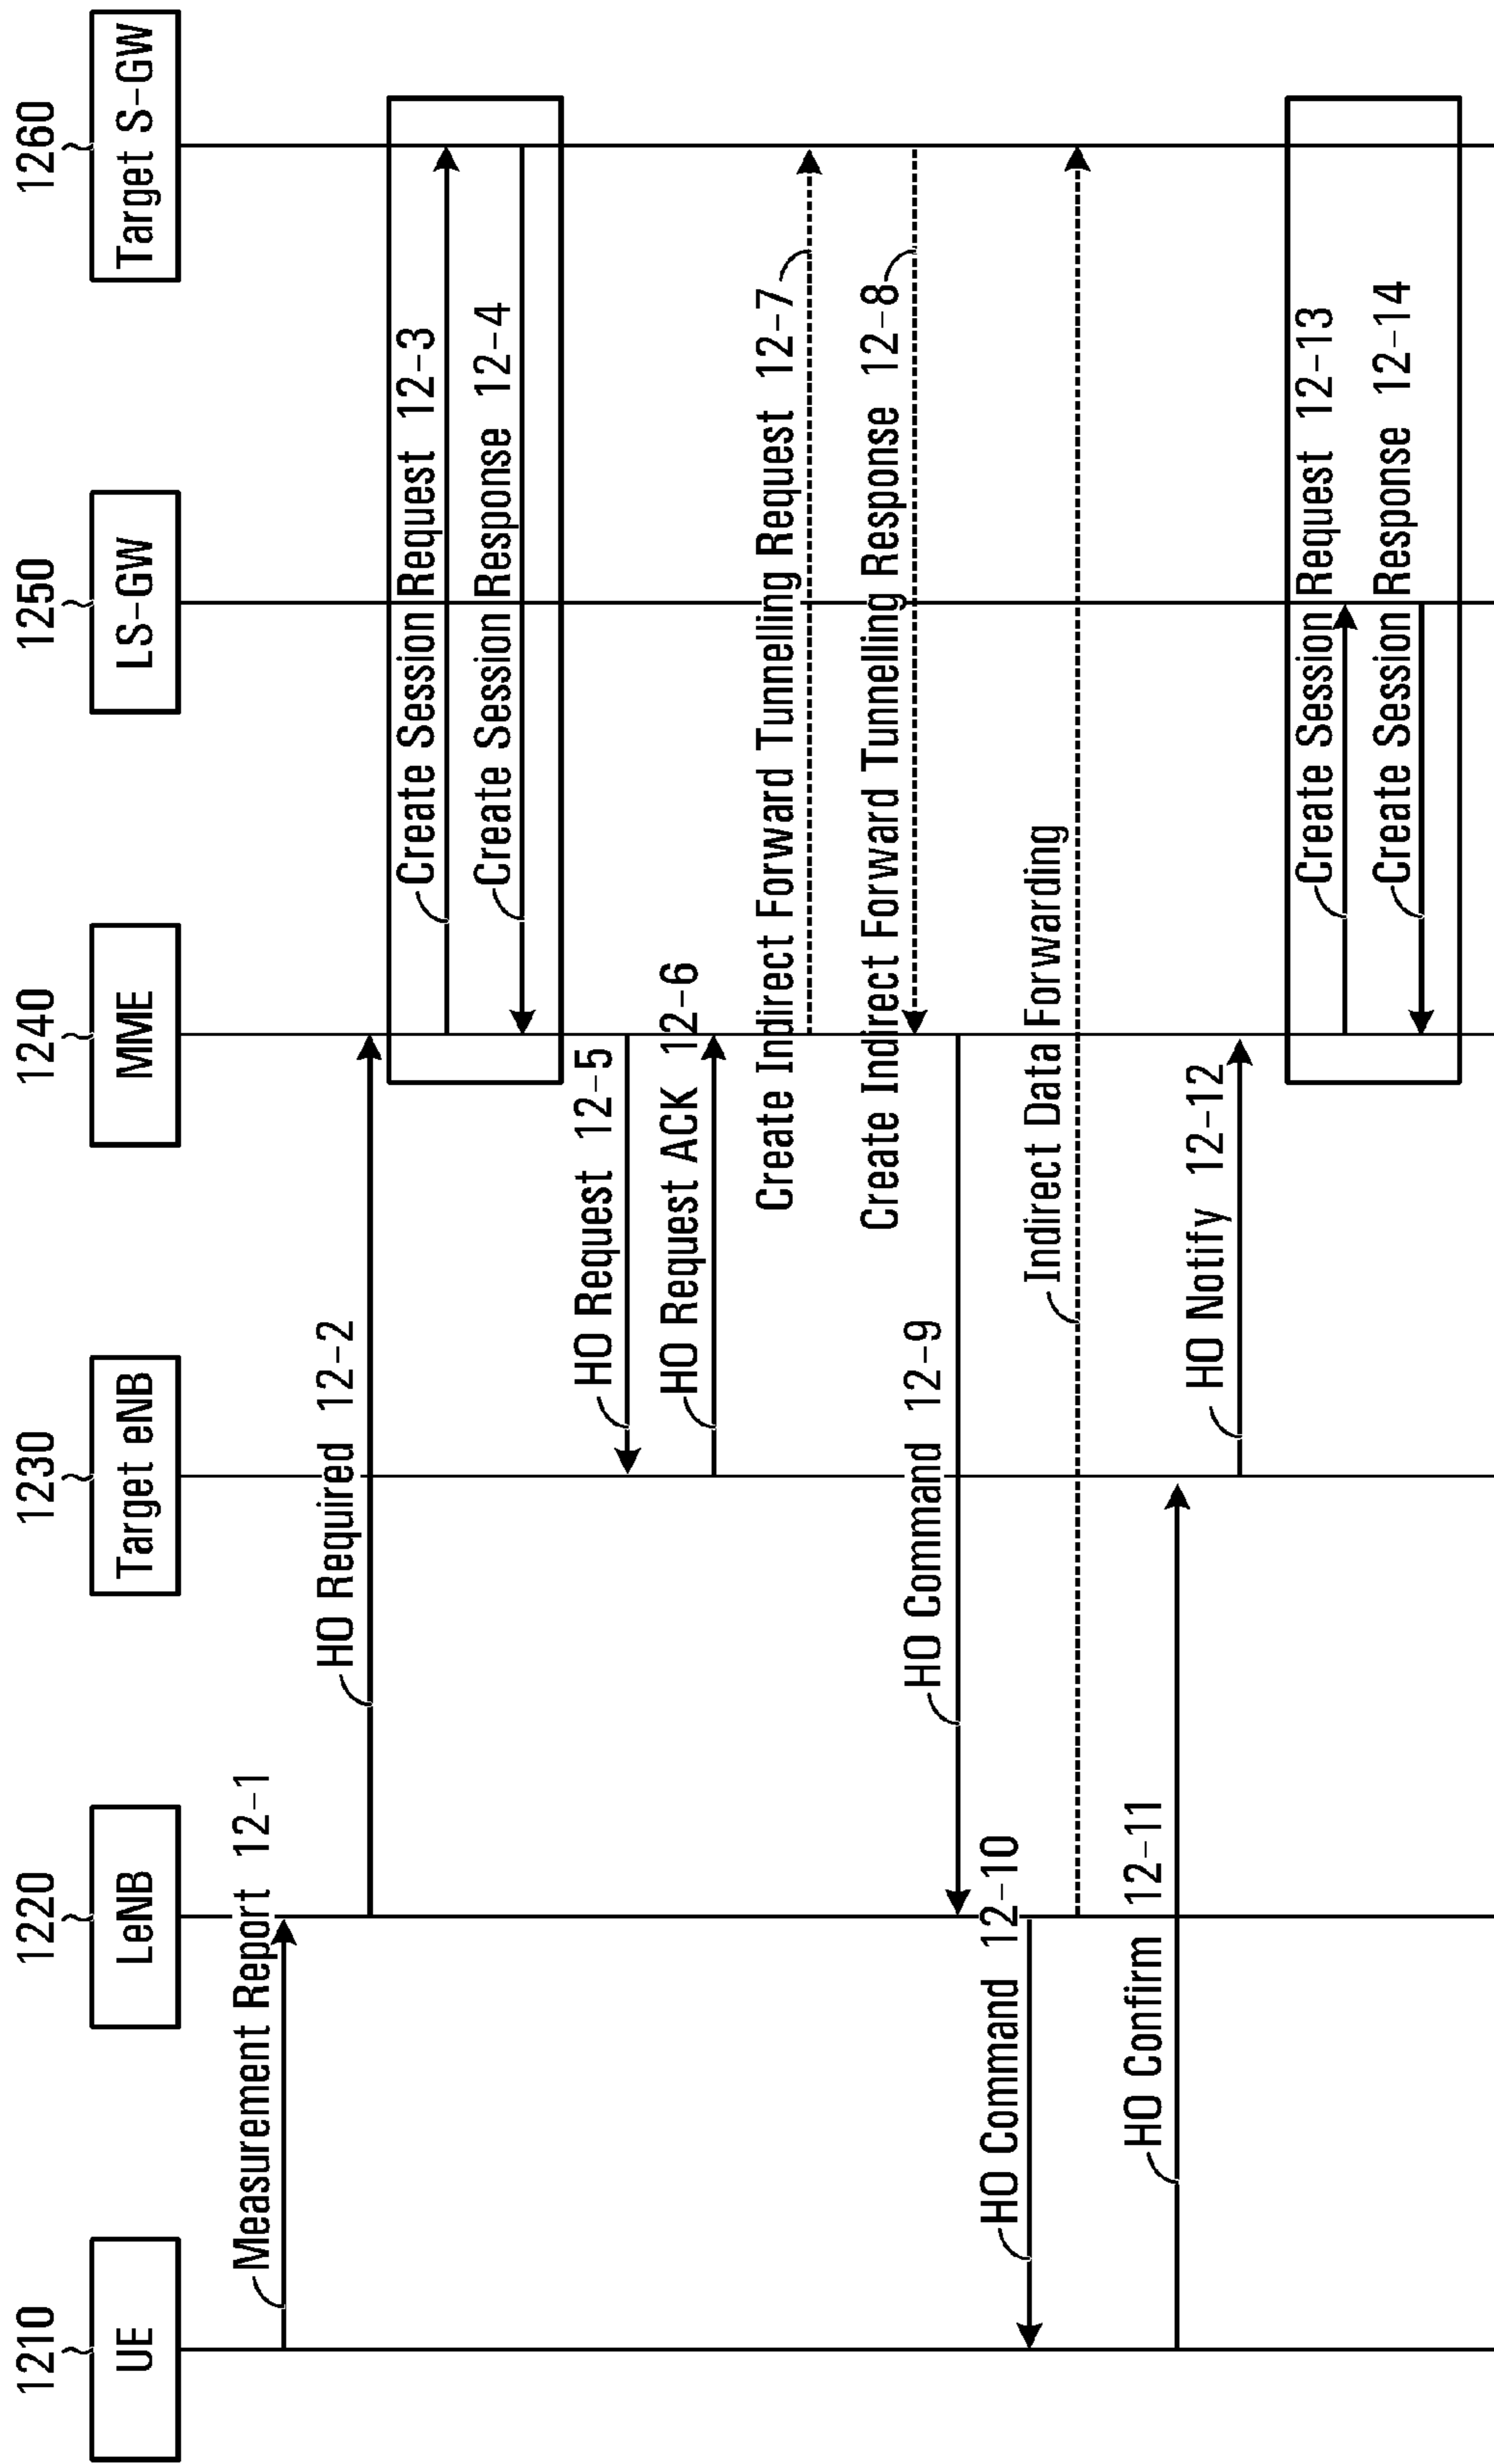 1210
1220
1230
1240
1250
1260
UE
LeNB
Target eNB
MME
LS-GW
Target S-GW
Measurement Report 12-1
HO Required 12-2
Create Session Request 12-3
Create Session Response 12-4
HO Request 12-5
HO Request ACK 12-6
Create Indirect Forward Tunnelling Request 12-7
Create Indirect Forward Tunnelling Response 12-8
HO Command 12-9
HO Command 12-10
Indirect Data Forwarding
HO Confirm 12-11
HO Notify 12-12
Create Session Request 12-13
Create Session Response 12-14